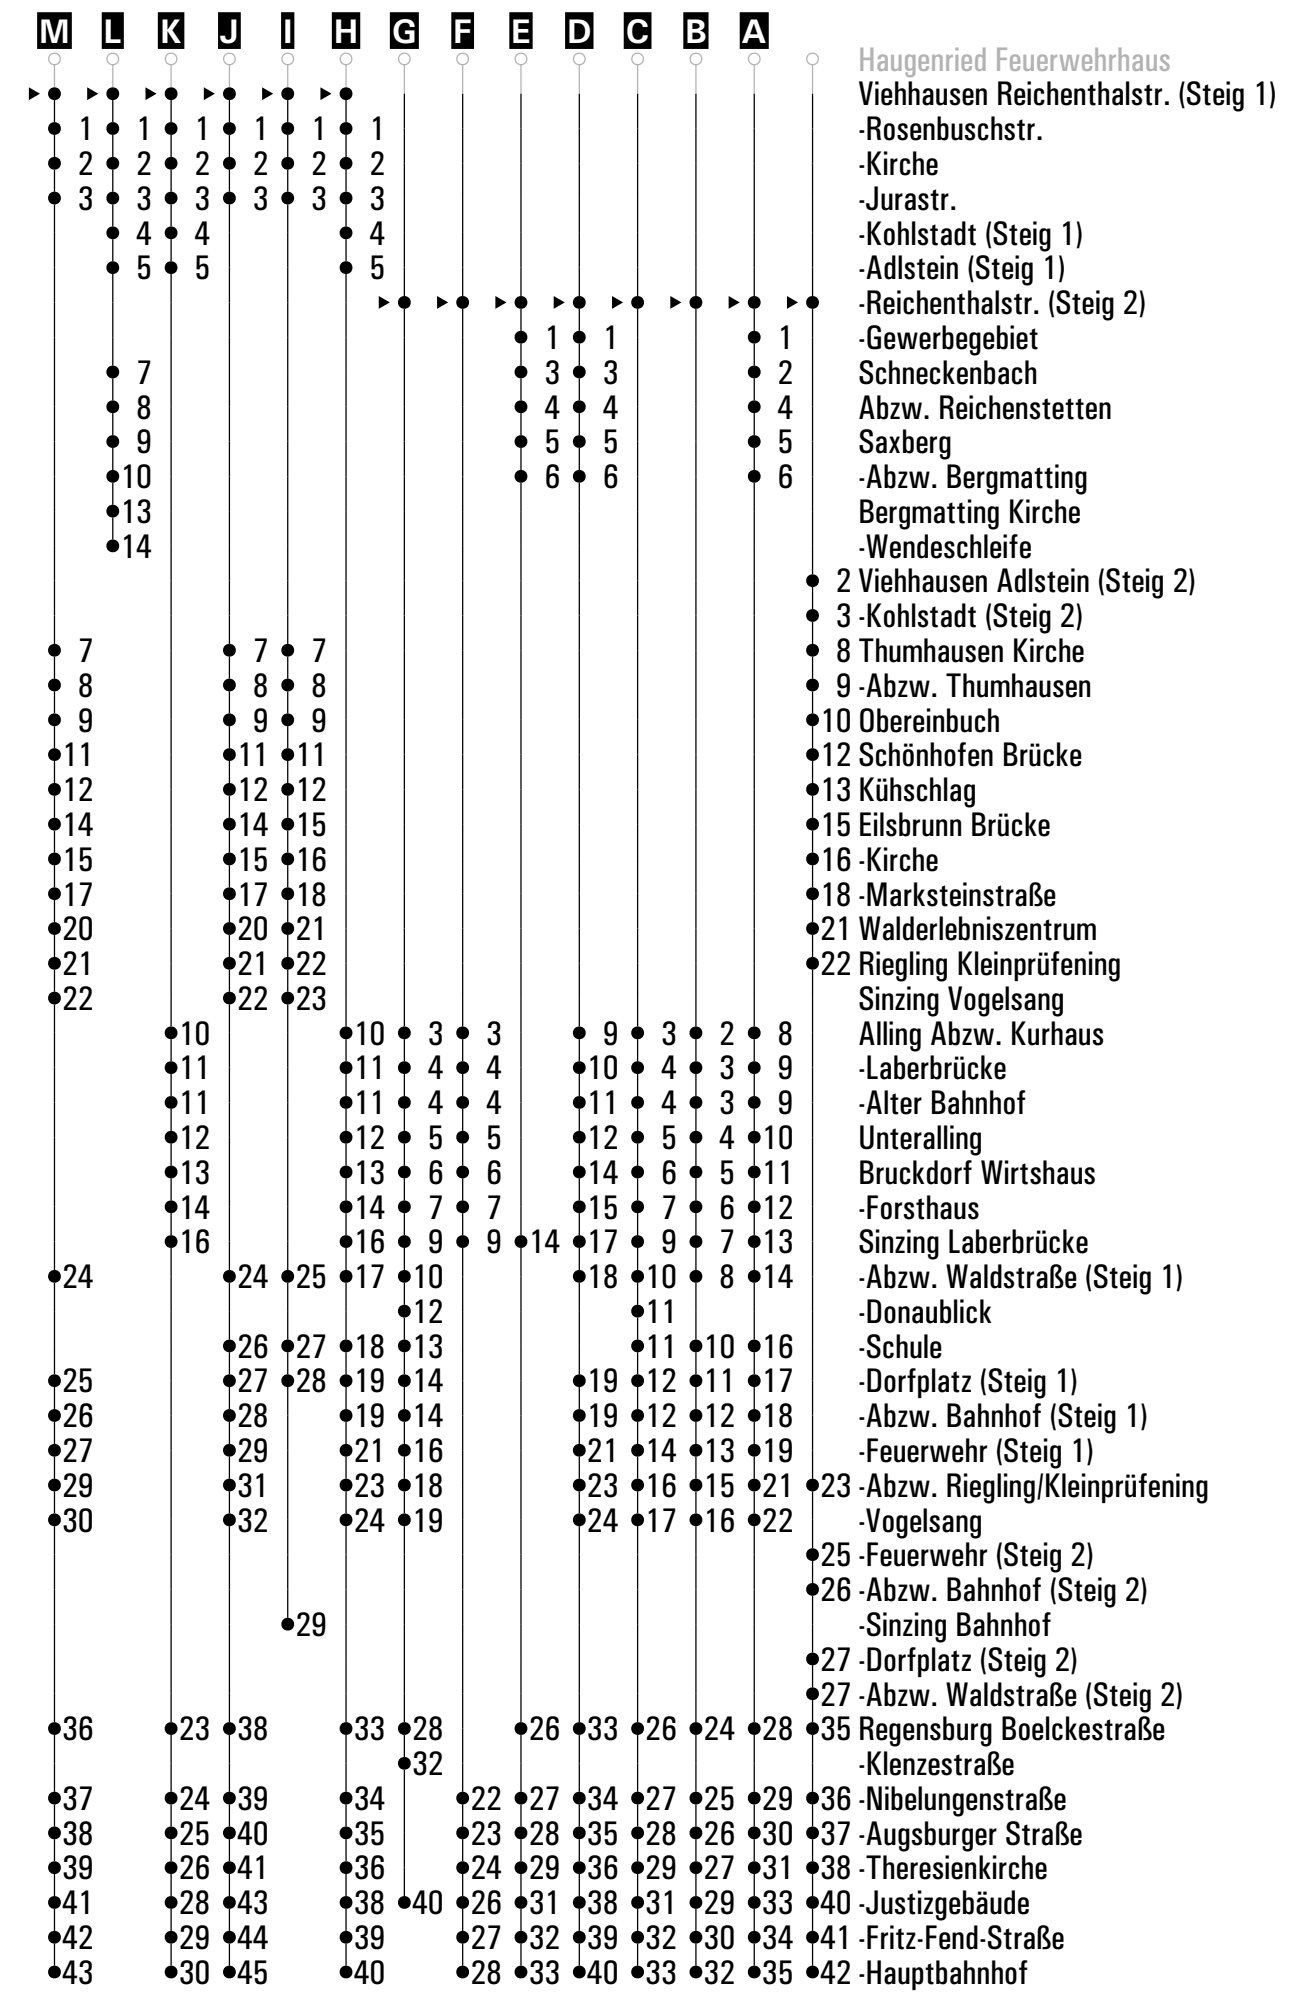 M L K J I H G F E D C B A
Haugenried Feuerwehrhaus
Viehhausen Reichenthalstr. (Steig 1)
1 1 1 1 1 1 -Rosenbuschstr.
2 2 2 2 2 2 -Kirche
3 3 3 3 3 3 -Jurastr.
4 4 4 -Kohlstadt (Steig 1)
5 5 5 -Adlstein (Steig 1)
-Reichenthalstr. (Steig 2)
1 1 1 -Gewerbegebiet
7 3 3 2 Schneckenbach
8 4 4 4 Abzw. Reichenstetten
9 5 5 5 Saxberg
10 6 6 6 -Abzw. Bergmatting
13 Bergmatting Kirche
14 -Wendeschleife
2 Viehhausen Adlstein (Steig 2)
3 -Kohlstadt (Steig 2)
7 7 7 8 Thumhausen Kirche
8 8 8 9 -Abzw. Thumhausen
9 9 9 10 Obereinbuch
11 11 11 12 Schönhofen Brücke
12 12 12 13 Kühschlag
14 14 15 15 Eilsbrunn Brücke
15 15 16 16 -Kirche
17 17 18 18 -Marksteinstraße
20 20 21 21 Walderlebniszentrum
21 21 22 22 Riegling Kleinprüfening
22 22 23 Sinzing Vogelsang
10 10 3 3 9 3 2 8 Alling Abzw. Kurhaus
11 11 4 4 10 4 3 9 -Laberbrücke
11 11 4 4 11 4 3 9 -Alter Bahnhof
12 12 5 5 12 5 4 10 Unteralling
13 13 6 6 14 6 5 11 Bruckdorf Wirtshaus
14 14 7 7 15 7 6 12 -Forsthaus
16 16 9 9 14 17 9 7 13 Sinzing Laberbrücke
24 24 25 17 10 18 10 8 14 -Abzw. Waldstraße (Steig 1)
12 11 -Donaublick
26 27 18 13 11 10 16 -Schule
25 27 28 19 14 19 12 11 17 -Dorfplatz (Steig 1)
26 28 19 14 19 12 12 18 -Abzw. Bahnhof (Steig 1)
27 29 21 16 21 14 13 19 -Feuerwehr (Steig 1)
29 31 23 18 23 16 15 21 23 -Abzw. Riegling/Kleinprüfening
30 32 24 19 24 17 16 22 -Vogelsang
25 -Feuerwehr (Steig 2)
26 -Abzw. Bahnhof (Steig 2)
29 -Sinzing Bahnhof
27 -Dorfplatz (Steig 2)
27 -Abzw. Waldstraße (Steig 2)
36 23 38 33 28 26 33 26 24 28 35 Regensburg Boelckestraße
32 -Klenzestraße
37 24 39 34 22 27 34 27 25 29 36 -Nibelungenstraße
38 25 40 35 23 28 35 28 26 30 37 -Augsburger Straße
39 26 41 36 24 29 36 29 27 31 38 -Theresienkirche
41 28 43 38 40 26 31 38 31 29 33 40 -Justizgebäude
42 29 44 39 27 32 39 32 30 34 41 -Fritz-Fend-Straße
43 30 45 40 28 33 40 33 32 35 42 -Hauptbahnhof